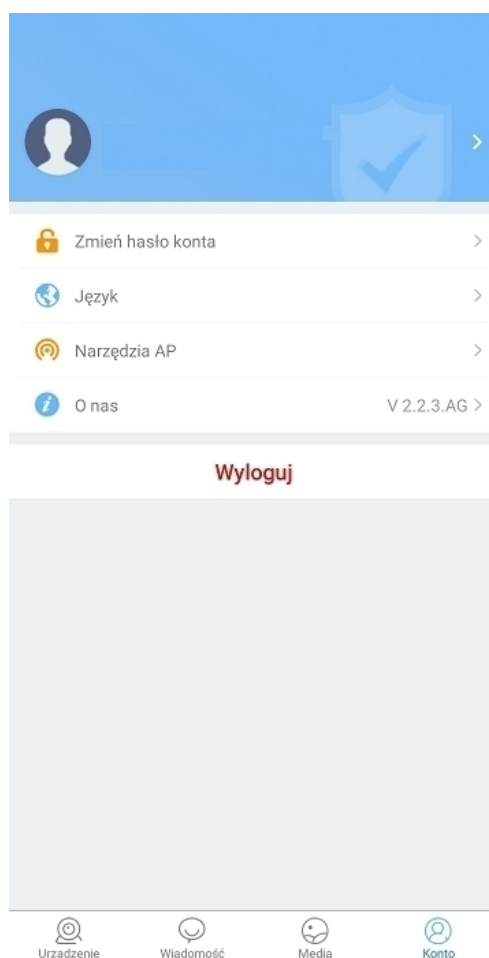 Zmień hasło konta
Język
Narzędzia AP
O nas V 2.2.3.AG
Wyloguj
Urzadzenie Wiadomość Media Konto